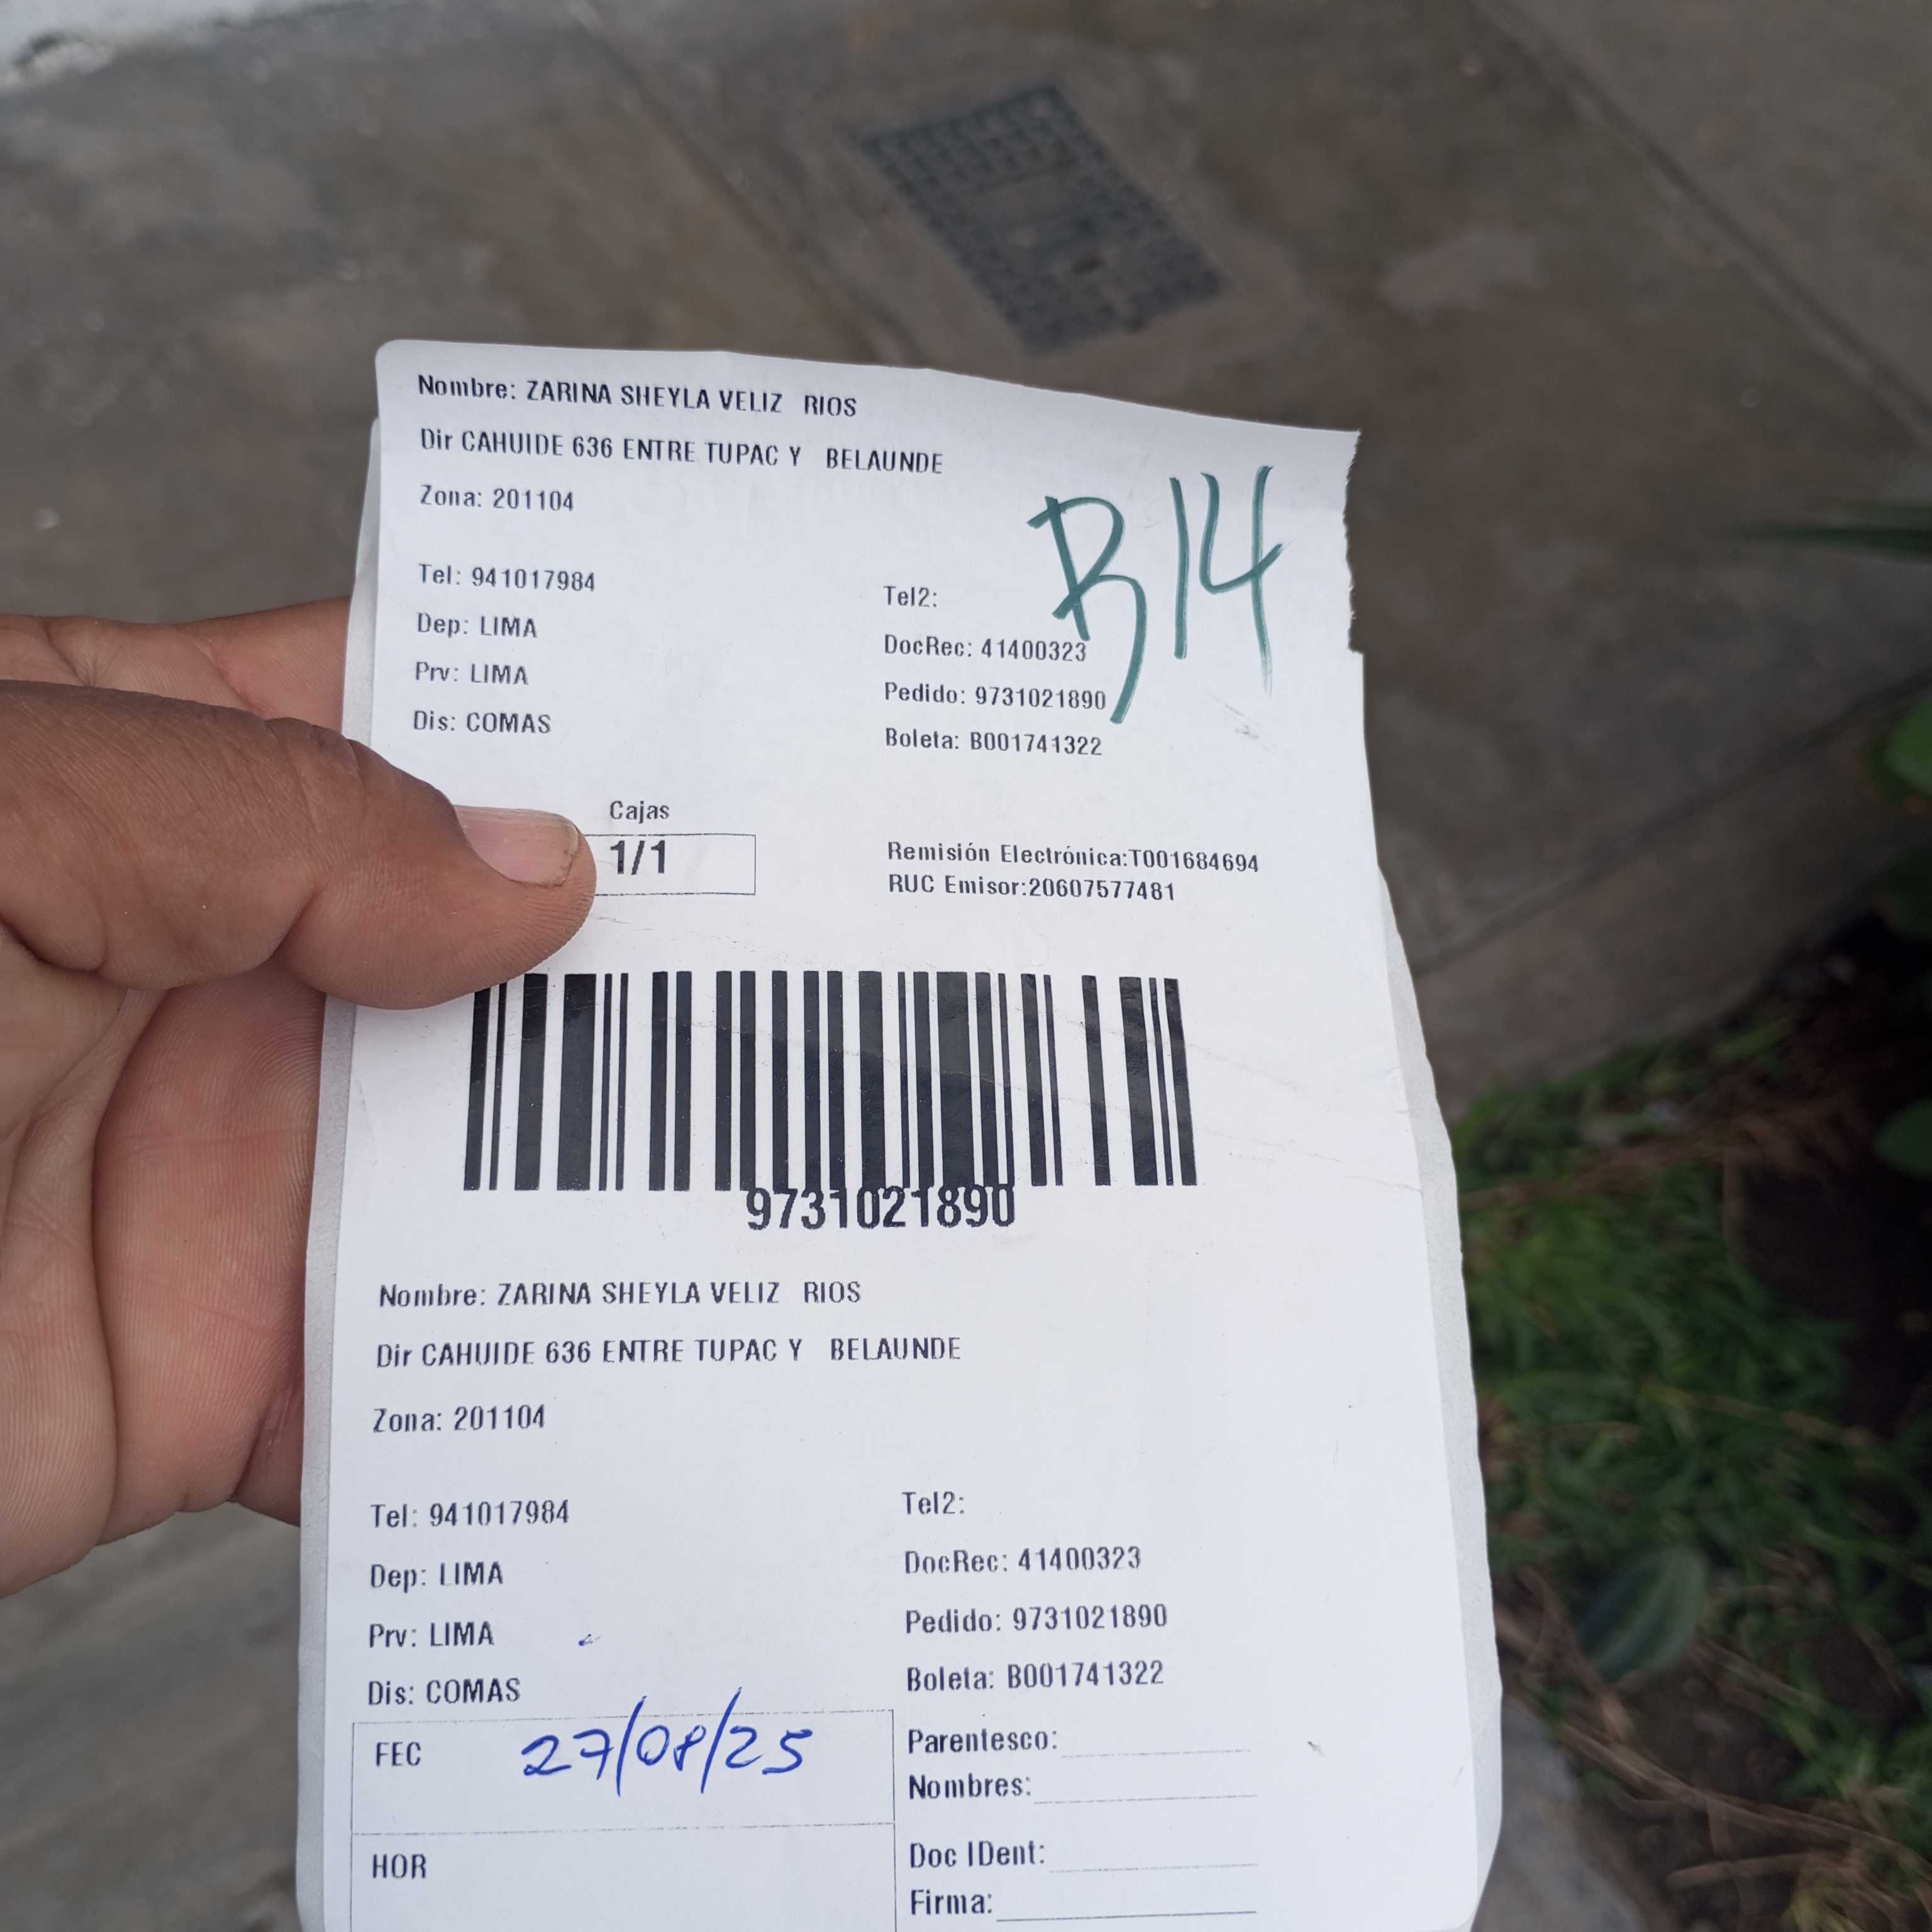 Nombre: ZARINA SHEYLA VELIZ RIOS
Dir CAHUIDE 636 ENTRE TUPAC Y BELAUNDE
Zona: 201104
R14
Tel: 941017984
Tel2:
Dep: LIMA
DocRec: 41400323
Prv: LIMA
Pedido: 9731021890
Dis: COMAS
Boleta: B001741322
Cajas
1/1
Remisión Electrónica:T001684694
RUC Emisor:20607577481
9731021890
Nombre: ZARINA SHEYLA VELIZ RIOS
Dir CAHUIDE 636 ENTRE TUPAC Y BELAUNDE
Zona: 201104
Tel: 941017984
Tel2:
Dep: LIMA
DocRec: 41400323
Prv: LIMA
Pedido: 9731021890
Dis: COMAS
Boleta: B001741322
FEC 27/08/25
Parentesco:
Nombres:
HOR
Doc IDent:
Firma: